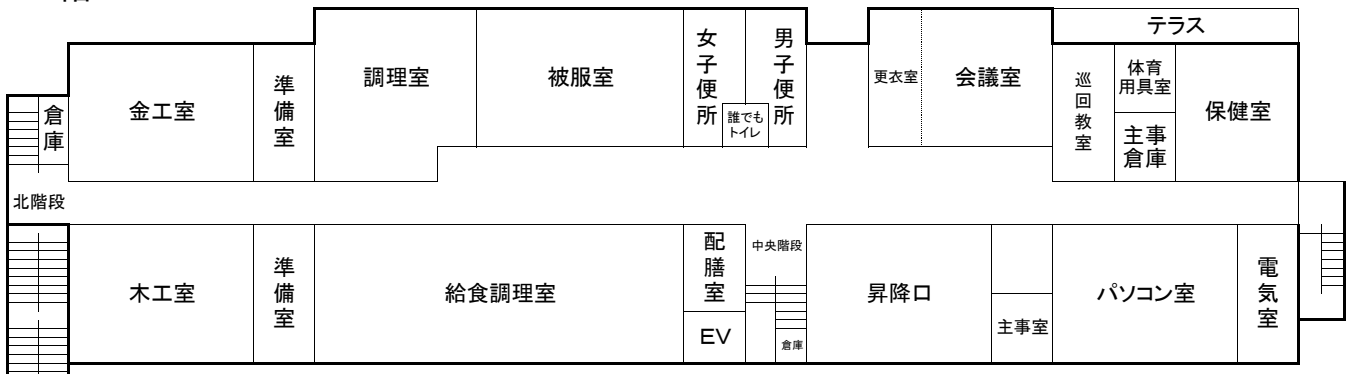 テラス
女子便所
男子便所
調理室
被服室
更衣室
会議室
体育
用具室
巡回教室
金工室
準備室
倉庫
誰でも
トイレ
主事
倉庫
保健室
北階段
木工室
準備室
給食調理室
配膳室
中央階段
昇降口
パソコン室
電気室
主事室
EV
倉庫